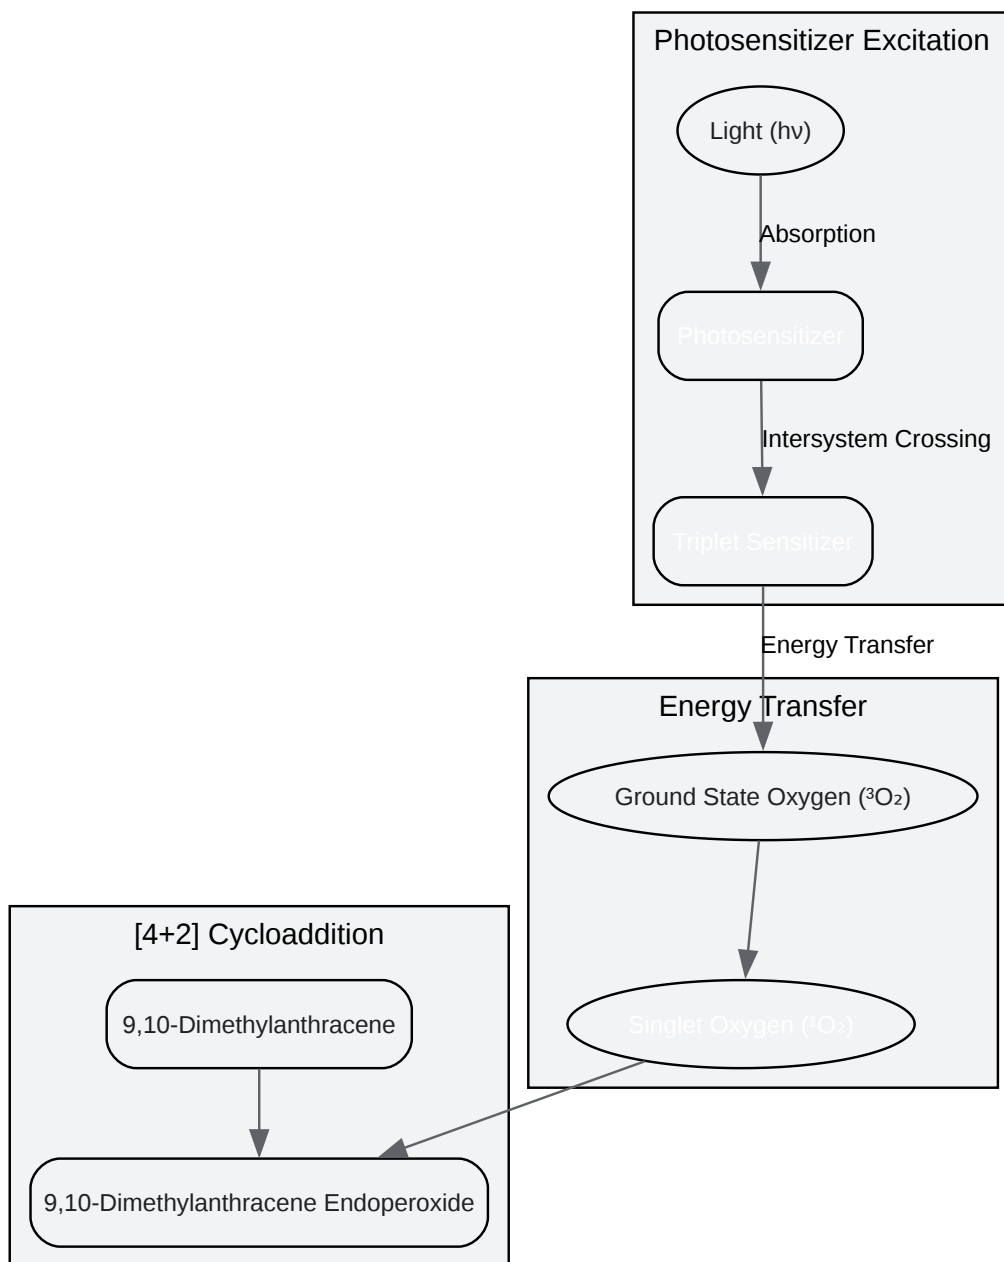 Photosensitizer Excitation
Light (hν)
Absorption
Photosensitizer
Intersystem Crossing
Triplet Sensitizer
Energy Transfer
Energy Transfer
Ground State Oxygen (³O₂)
Singlet Oxygen (¹O₂)
[4+2] Cycloaddition
9,10-Dimethylanthracene
9,10-Dimethylanthracene Endoperoxide